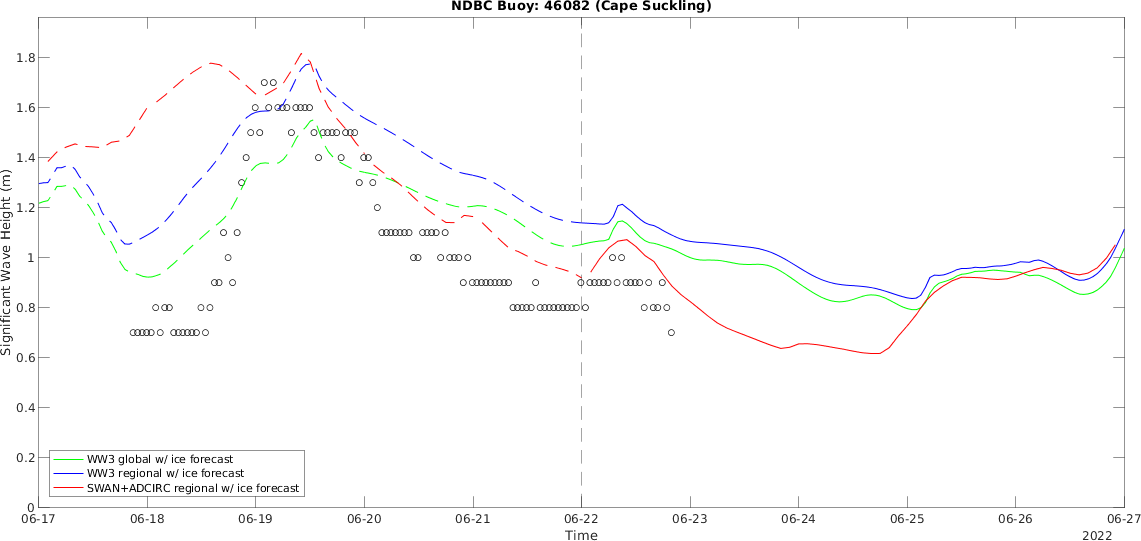 NDBC Buoy: 46082 (Cape Suckling)
Significant Wave Height (m)
1.8
1.6
1.4
1.2
1
0.8
0.6
0.4
0.2
0
WW3 global w/ ice forecast
WW3 regional w/ ice forecast
SWAN+ADCIRC regional w/ ice forecast
06-17 06-18 06-19 06-20 06-21 06-22 06-23 06-24 06-25 06-26 06-27
Time
2022